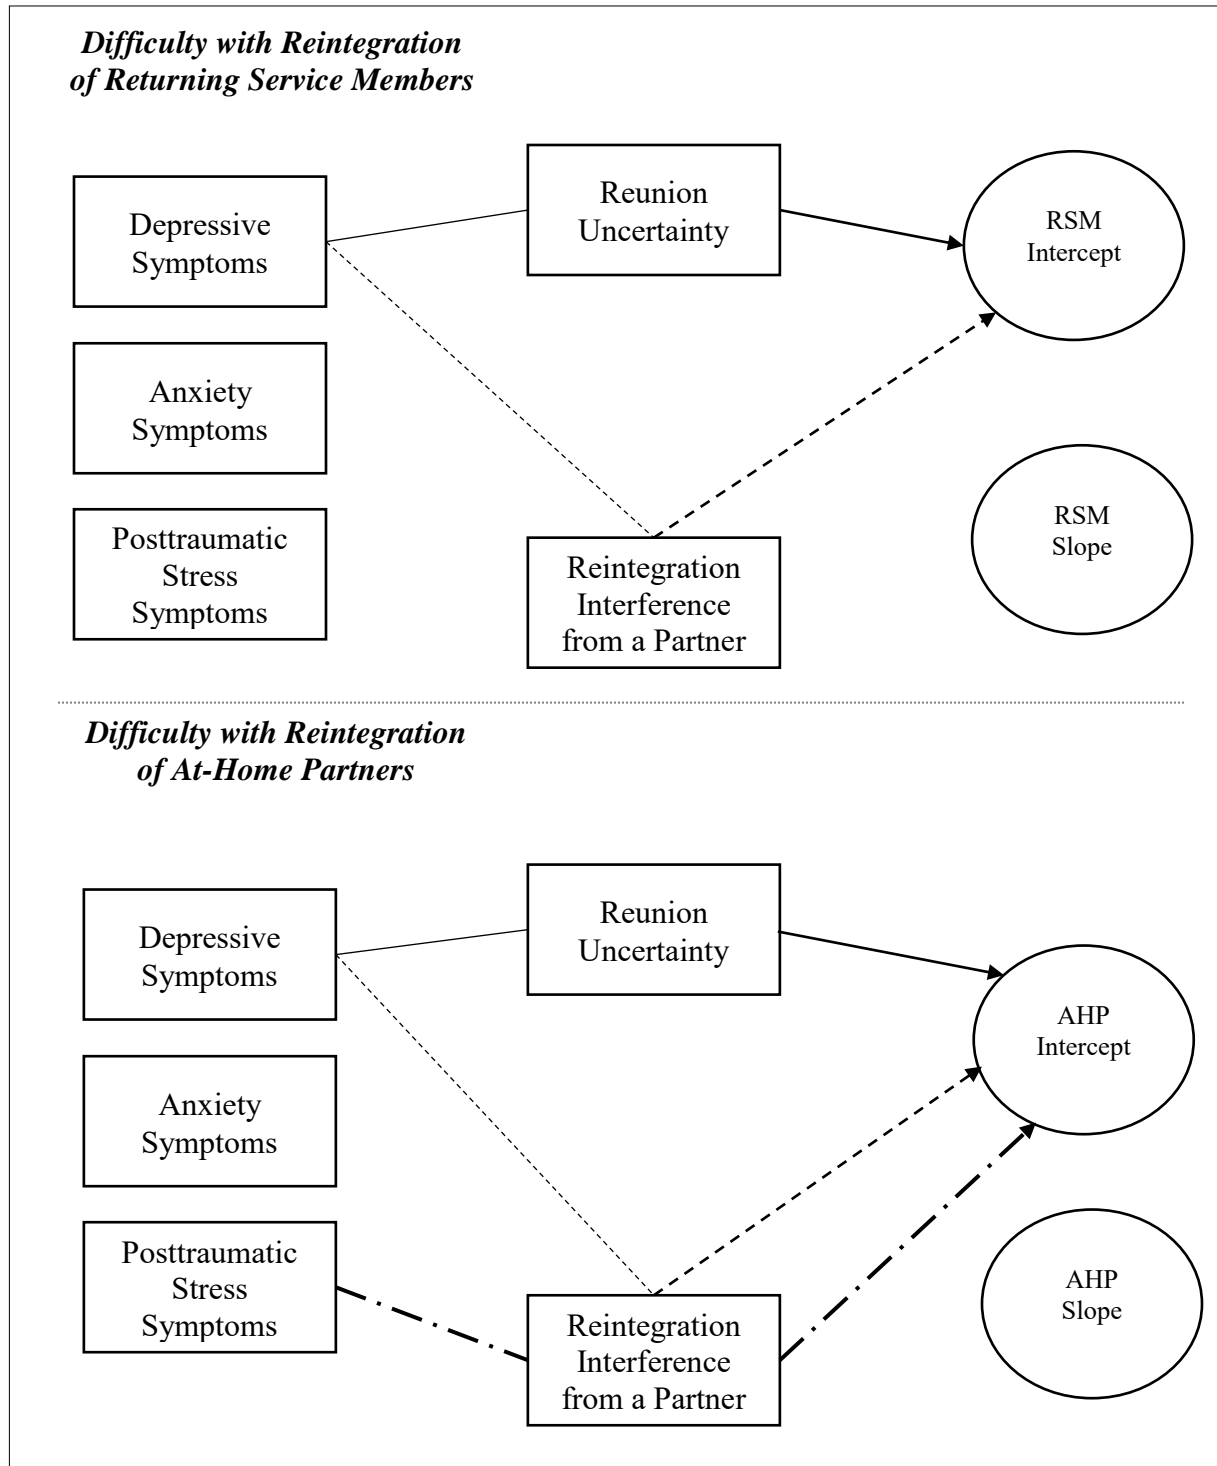 Difficulty with Reintegration
of Returning Service Members
Depressive
Symptoms
Reunion
Uncertainty
RSM
Intercept
Anxiety
Symptoms
Posttraumatic
Stress
Symptoms
Reintegration
Interference
from a Partner
RSM
Slope
Difficulty with Reintegration
of At-Home Partners
Depressive
Symptoms
Reunion
Uncertainty
AHP
Intercept
Anxiety
Symptoms
Posttraumatic
Stress
Symptoms
Reintegration
Interference
from a Partner
AHP
Slope